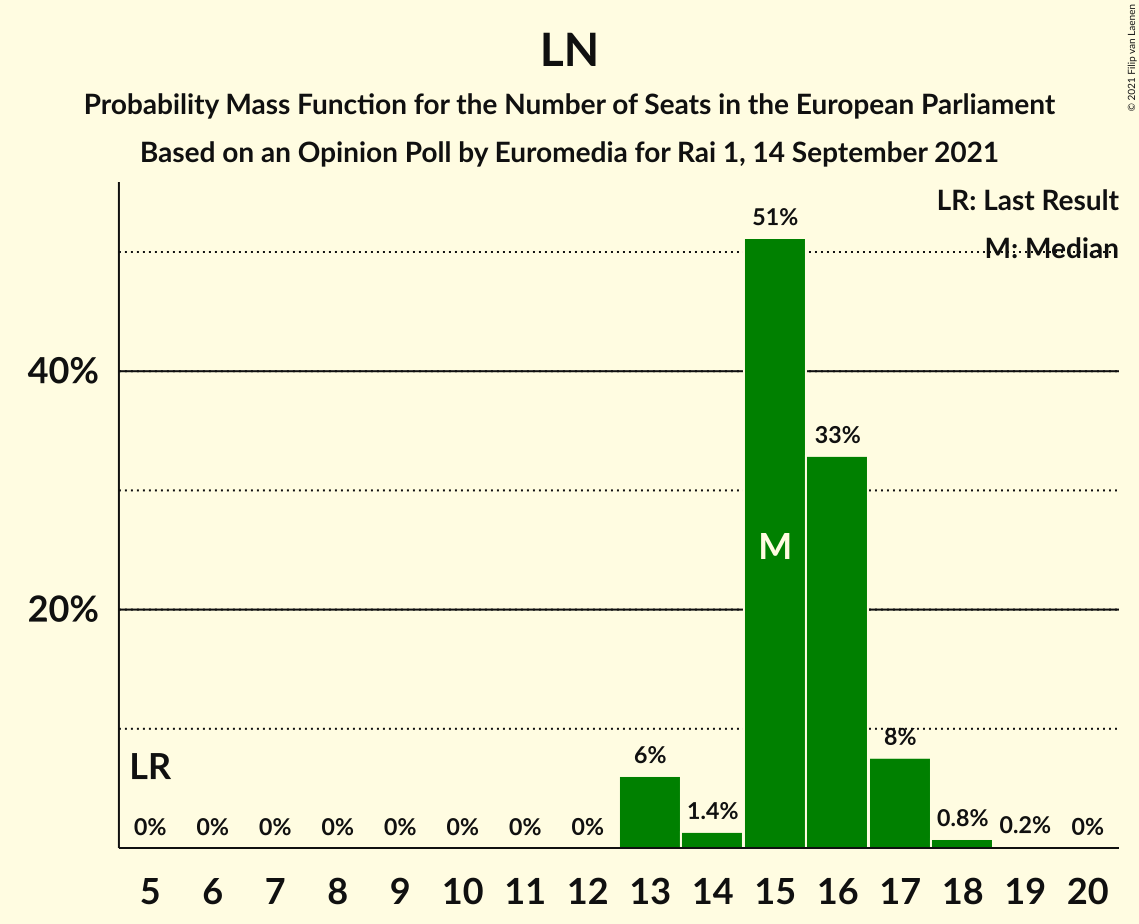 LN
Probability Mass Function for the Number of Seats in the European Parliament
Based on an Opinion Poll by Euromedia for Rai 1, 14 September 2021
© 2021 Filip van Laenen
LR: Last Result
M: Median
51%
40%
33%
M
20%
8%
6%
LR
1.4%
0.8%
0.2%
0% 0% 0% 0% 0% 0% 0% 0% 0%
5 6 7 8 9 10 11 12 13 14 15 16 17 18 19 20